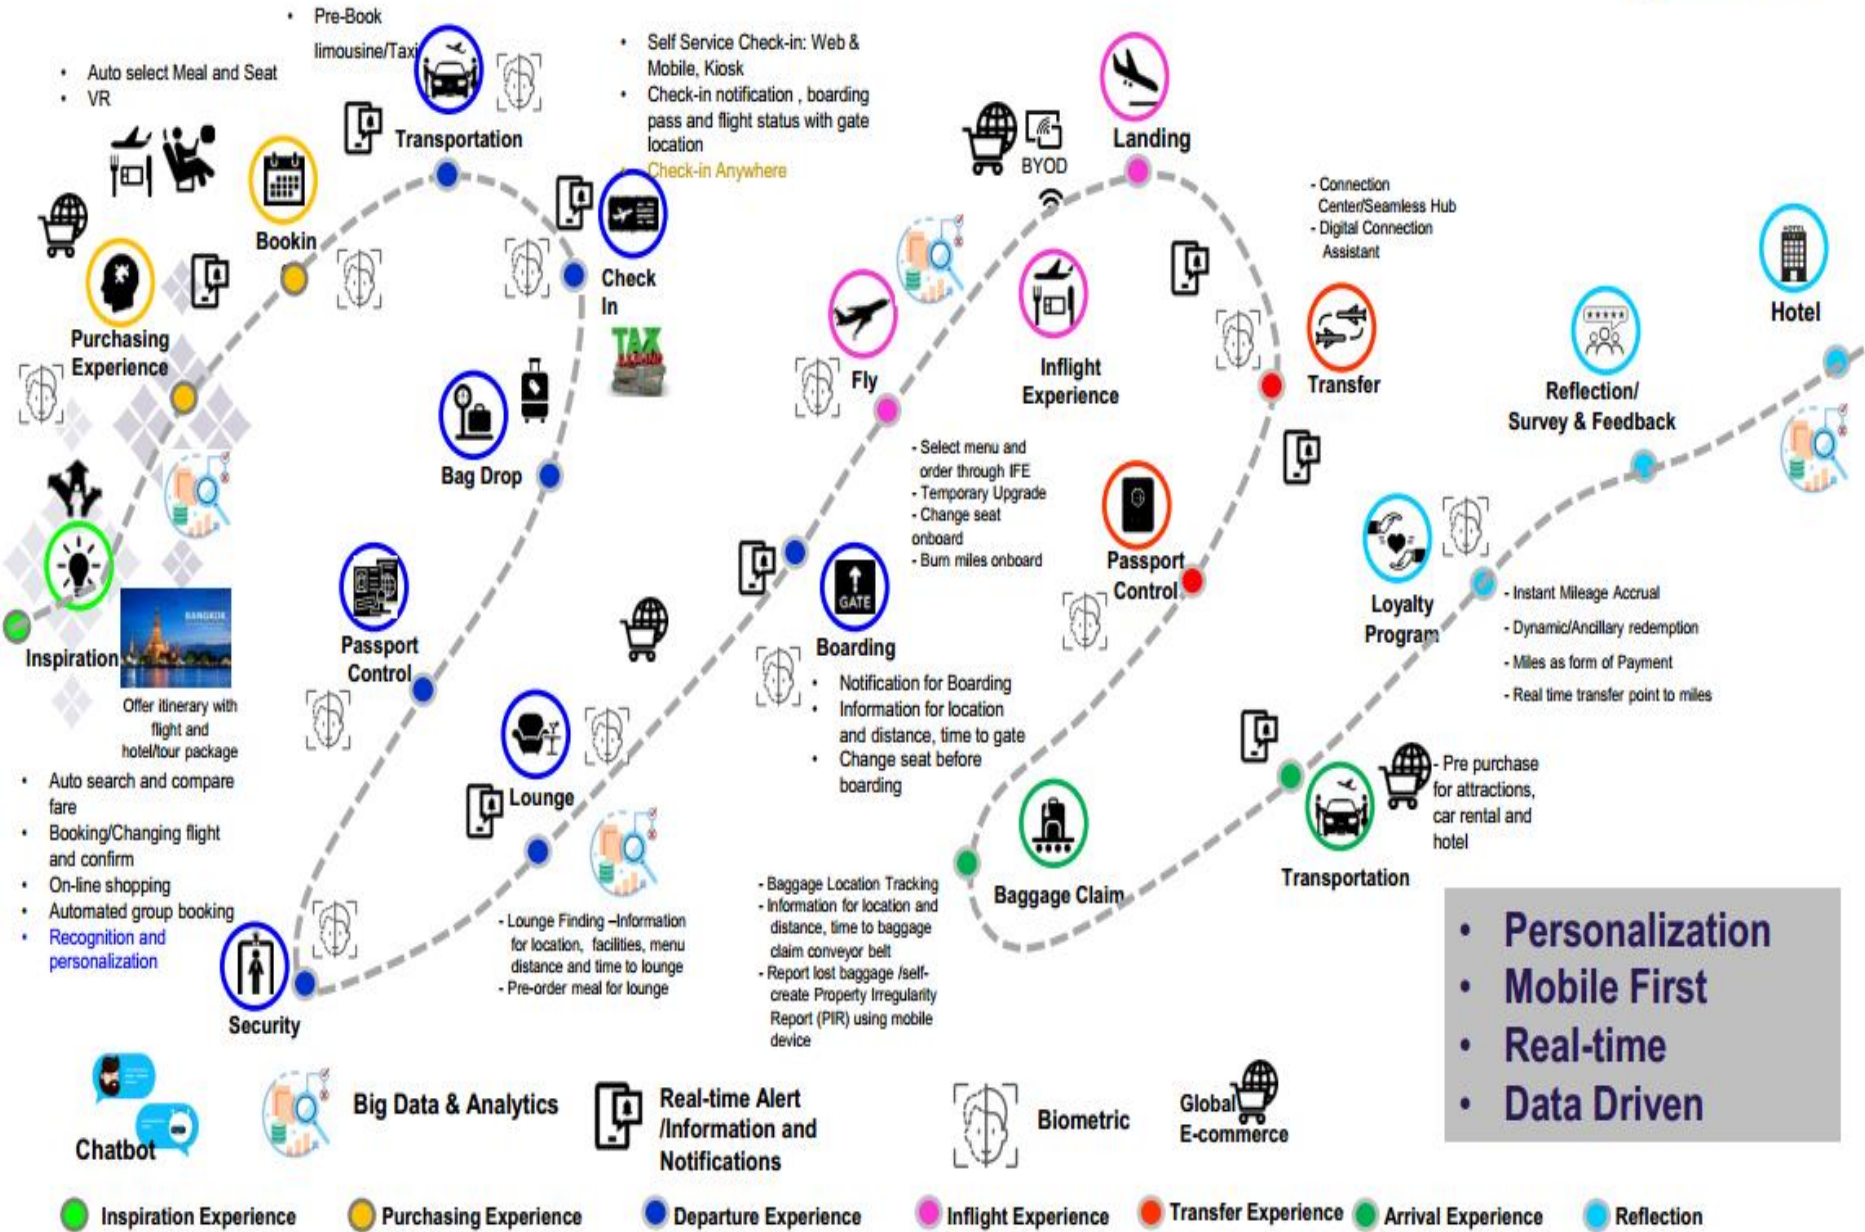 • Pre-Book
limousine/Taxi
• Auto select Meal and Seat
• VR
Transportation
• Self Service Check-in: Web &
Mobile, Kiosk
• Check-in notification , boarding
pass and flight status with gate
location
• Check-in Anywhere
Bookin
Purchasing
Experience
Check
In
TAX
Bag Drop
Inspiration
BANGKOK
Offer itinerary with
flight and
hotel/tour package
• Auto search and compare
fare
• Booking/Changing flight
and confirm
• On-line shopping
• Automated group booking
• Recognition and
personalization
Passport
Control
Security
Lounge
- Lounge Finding –Information
for location, facilities, menu
distance and time to lounge
- Pre-order meal for lounge
GATE
Boarding
• Notification for Boarding
• Information for location
and distance, time to gate
• Change seat before
boarding
Fly
- Select menu and
order through IFE
- Temporary Upgrade
- Change seat
onboard
- Burn miles onboard
BYOD
Inflight
Experience
Landing
- Connection
Center/Seamless Hub
- Digital Connection
Assistant
Transfer
Passport
Control
Baggage Claim
- Baggage Location Tracking
- Information for location and
distance, time to baggage
claim conveyor belt
- Report lost baggage /self-
create Property Irregularity
Report (PIR) using mobile
device
Transportation
- Pre purchase
for attractions,
car rental and
hotel
Loyalty
Program
- Instant Mileage Accrual
- Dynamic/Ancillary redemption
- Miles as form of Payment
- Real time transfer point to miles
Reflection/
Survey & Feedback
HOTEL
Hotel
• Personalization
• Mobile First
• Real-time
• Data Driven
Chatbot
Big Data & Analytics
Real-time Alert
/Information and
Notifications
Biometric
Global
E-commerce
Inspiration Experience
Purchasing Experience
Departure Experience
Inflight Experience
Transfer Experience
Arrival Experience
Reflection